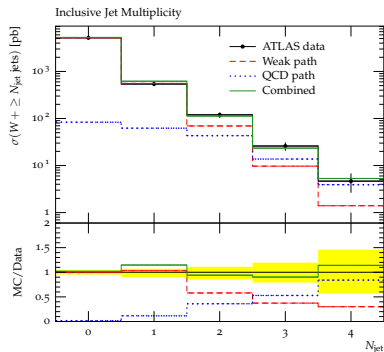 Inclusive Jet Multiplicity
σ(W + ≥ N_jet jets) [pb]
ATLAS data
Weak path
QCD path
Combined
10^3
10^2
10^1
1
2
1.5
1
0.5
0
MC/Data
0 1 2 3 4
N_jet